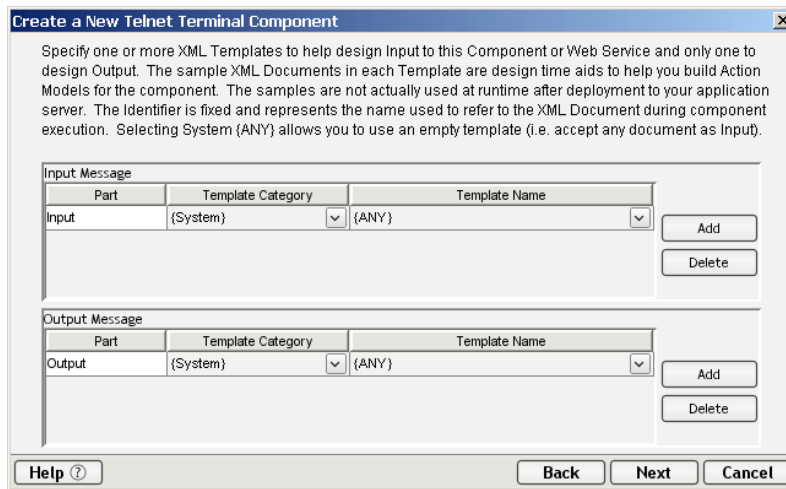 Create a New Telnet Terminal Component
Specify one or more XML Templates to help design Input to this Component or Web Service and only one to
design Output. The sample XML Documents in each Template are design time aids to help you build Action
Models for the component. The samples are not actually used at runtime after deployment to your application
server. The Identifier is fixed and represents the name used to refer to the XML Document during component
execution. Selecting System {ANY} allows you to use an empty template (i.e. accept any document as Input).
Input Message
Part Template Category Template Name
Input {System} {ANY}
Add
Delete
Output Message
Part Template Category Template Name
Output {System} {ANY}
Add
Delete
Help ? Back Next Cancel